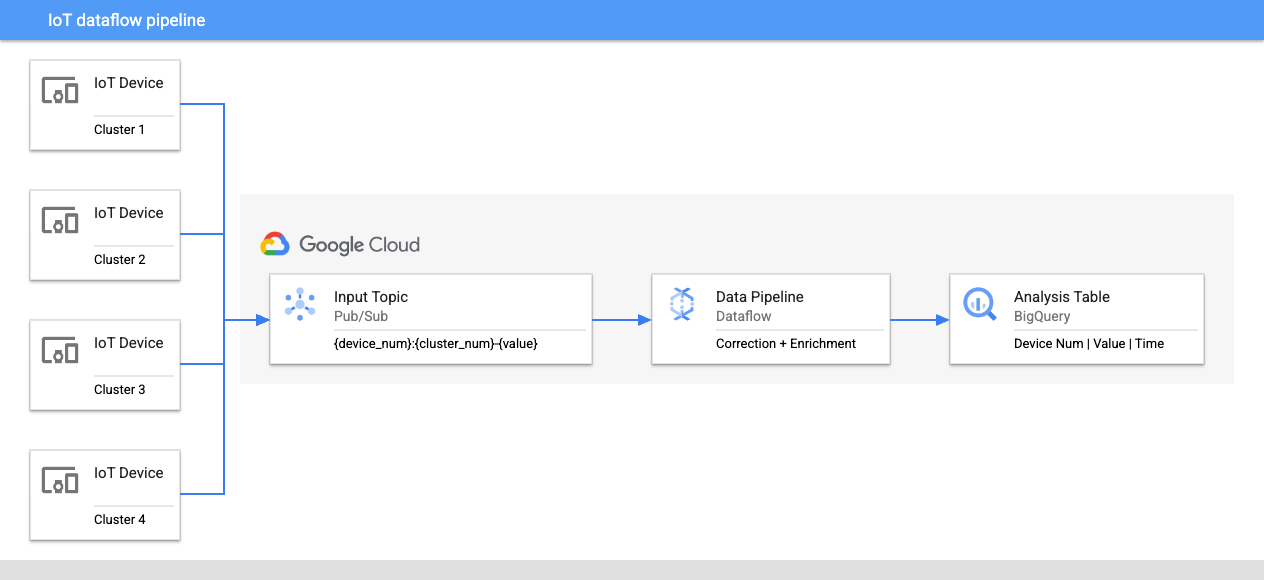 IoT dataflow pipeline
IoT Device
Cluster 1
IoT Device
Cluster 2
IoT Device
Cluster 3
IoT Device
Cluster 4
Google Cloud
Input Topic
Pub/Sub
{device_num}:{cluster_num}-{value}
Data Pipeline
Dataflow
Correction + Enrichment
Analysis Table
BigQuery
Device Num | Value | Time